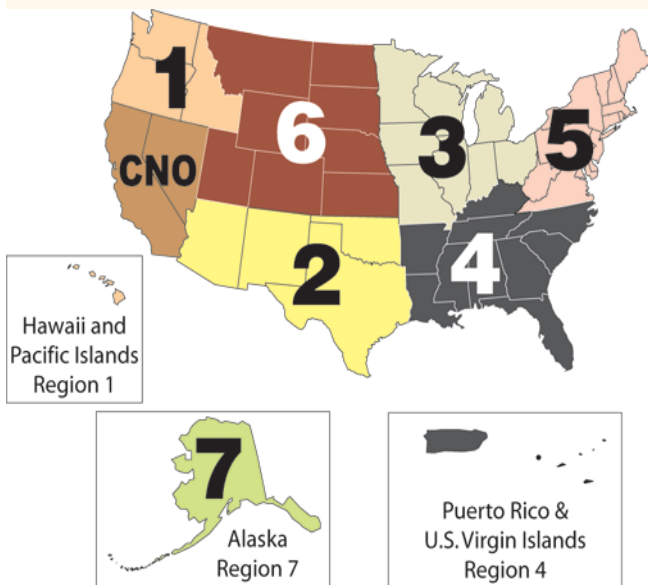 1
6
3
5
CNO
2
4
Hawaii and
Pacific Islands
Region 1
7
Alaska
Region 7
Puerto Rico &
U.S. Virgin Islands
Region 4